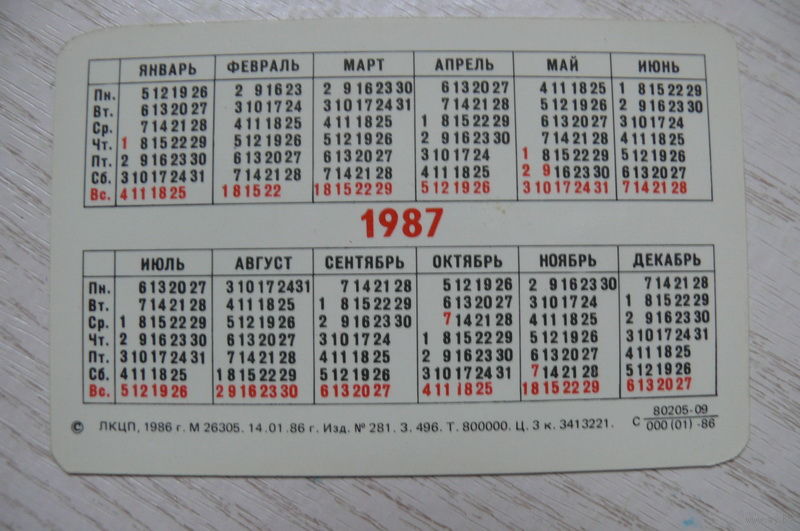 ЯНВАРЬ ФЕВРАЛЬ МАРТ АПРЕЛЬ МАЙ ИЮНЬ
Пн. 5 12 19 26 2 9 16 23 2 9 16 23 30 6 13 20 27 4 11 18 25 1 8 15 22 29
Вт. 6 13 20 27 3 10 17 24 3 10 17 24 31 7 14 21 28 5 12 19 26 2 9 16 23 30
Ср. 7 14 21 28 4 11 18 25 4 11 18 25 1 8 15 22 29 6 13 20 27 3 10 17 24
Чт. 1 8 15 22 29 5 12 19 26 5 12 19 26 2 9 16 23 30 7 14 21 28 4 11 18 25
Пт. 2 9 16 23 30 6 13 20 27 6 13 20 27 3 10 17 24 1 8 15 22 29 5 12 19 26
Сб. 3 10 17 24 31 7 14 21 28 7 14 21 28 4 11 18 25 2 9 16 23 30 6 13 20 27
Вс. 4 11 18 25 1 8 15 22 1 8 15 22 29 5 12 19 26 3 10 17 24 31 7 14 21 28
1987
ИЮЛЬ АВГУСТ СЕНТЯБРЬ ОКТЯБРЬ НОЯБРЬ ДЕКАБРЬ
Пн. 6 13 20 27 3 10 17 24 31 7 14 21 28 5 12 19 26 2 9 16 23 30 7 14 21 28
Вт. 7 14 21 28 4 11 18 25 1 8 15 22 29 6 13 20 27 3 10 17 24 1 8 15 22 29
Ср. 1 8 15 22 29 5 12 19 26 2 9 16 23 30 7 14 21 28 4 11 18 25 2 9 16 23 30
Чт. 2 9 16 23 30 6 13 20 27 3 10 17 24 1 8 15 22 29 5 12 19 26 3 10 17 24 31
Пт. 3 10 17 24 31 7 14 21 28 4 11 18 25 2 9 16 23 30 6 13 20 27 4 11 18 25
Сб. 4 11 18 25 1 8 15 22 29 5 12 19 26 3 10 17 24 31 7 14 21 28 5 12 19 26
Вс. 5 12 19 26 2 9 16 23 30 6 13 20 27 4 11 18 25 1 8 15 22 29 6 13 20 27
© ЛКЦП, 1986 г. М 26305. 14.01.86 г. Изд. № 281. З. 496. Т. 800000. Ц. 3 к. 3413221. С 80205-09
000 (01) -86